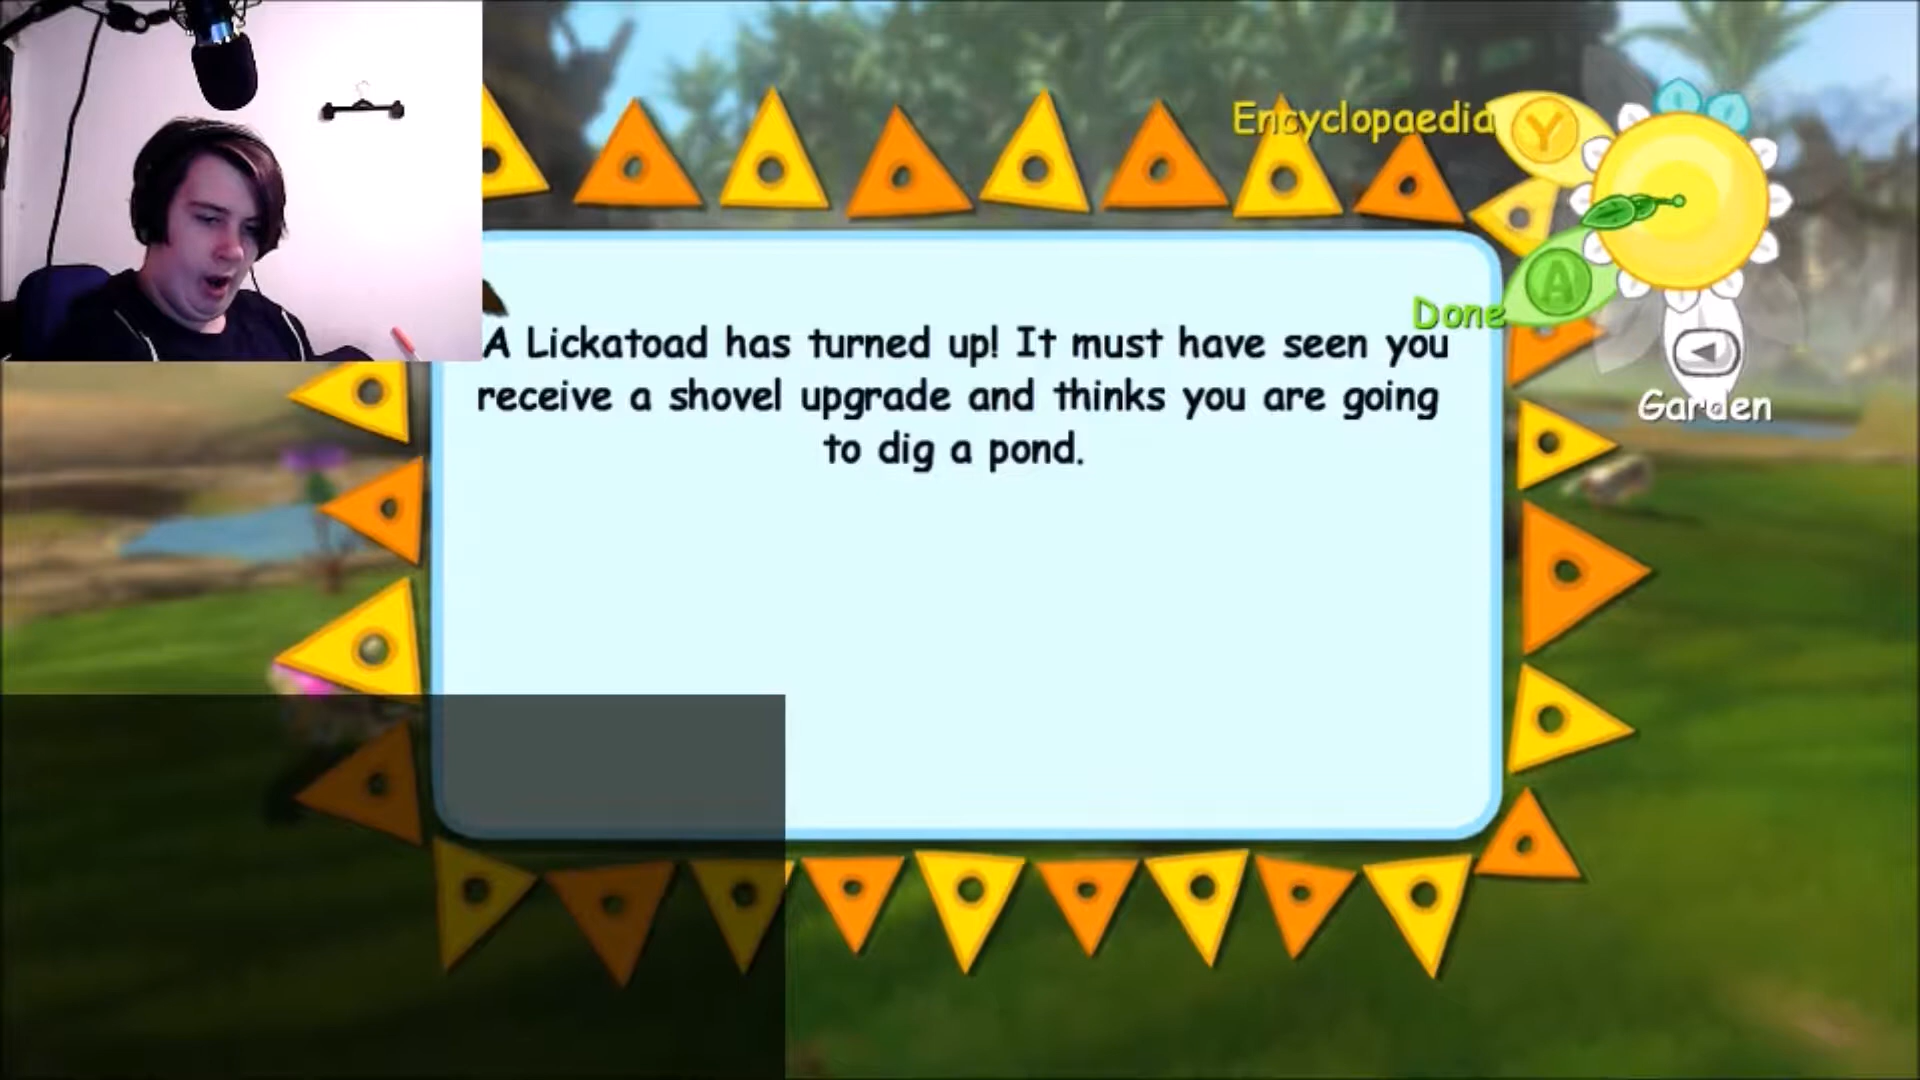 Encyclopaedia Y
Done A
Garden
A Lickatoad has turned up! It must have seen you
receive a shovel upgrade and thinks you are going
to dig a pond.